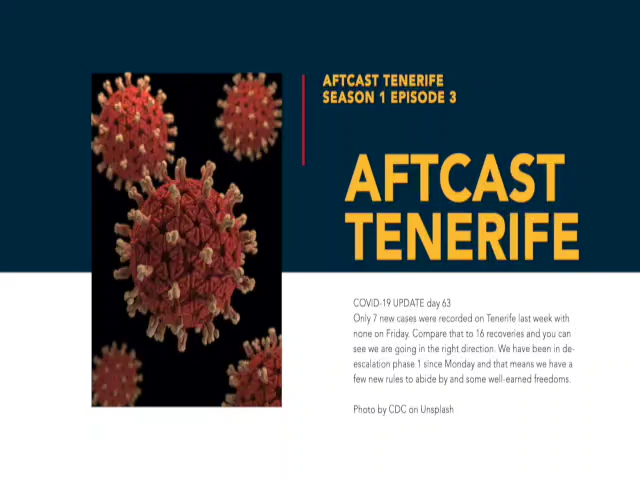 AFTCAST TENERIFE
SEASON 1 EPISODE 3
AFTCAST
TENERIFE
COVID-19 UPDATE day 63
Only 7 new cases were recorded on Tenerife last week with
none on Friday. Compare that to 16 recoveries and you can
see we are going in the right direction. We have been in de-
escalation phase 1 since Monday and that means we have a
few new rules to abide by and some well-earned freedoms.
Photo by CDC on Unsplash